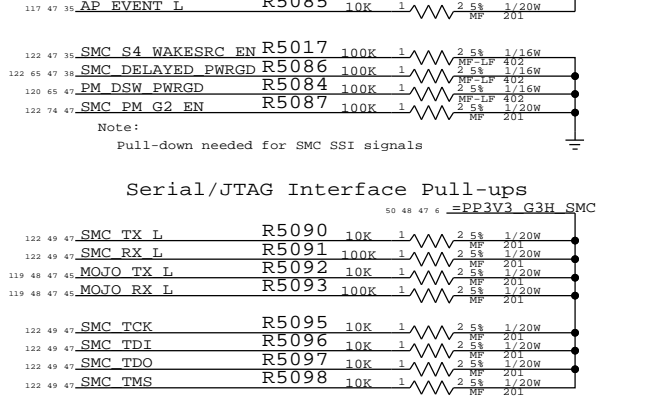 117 47 35 AP_EVENT_L R5085 10K 1 2 5% 1/20W
MF 201
122 47 35 SMC_S4_WAKESRC_EN R5017 100K 1 2 5% 1/16W
MF-LF 402
122 65 47 38 SMC_DELAYED_PWRGD R5086 100K 1 2 5% 1/16W
MF-LF 402
120 65 47 PM_DSW_PWRGD R5084 100K 1 2 5% 1/16W
MF-LF 402
122 74 47 SMC_PM_G2_EN R5087 100K 1 2 5% 1/20W
MF 201
Note:
Pull-down needed for SMC SSI signals
Serial/JTAG Interface Pull-ups
50 48 47 6 =PP3V3_G3H_SMC
122 49 47 SMC_TX_L R5090 10K 1 2 5% 1/20W
MF 201
122 49 47 SMC_RX_L R5091 100K 1 2 5% 1/20W
MF 201
119 48 47 45 MOJO_TX_L R5092 10K 1 2 5% 1/20W
MF 201
119 48 47 45 MOJO_RX_L R5093 100K 1 2 5% 1/20W
MF 201
122 49 47 SMC_TCK R5095 10K 1 2 5% 1/20W
MF 201
122 49 47 SMC_TDI R5096 10K 1 2 5% 1/20W
MF 201
122 49 47 SMC_TDO R5097 10K 1 2 5% 1/20W
MF 201
122 49 47 SMC_TMS R5098 10K 1 2 5% 1/20W
MF 201